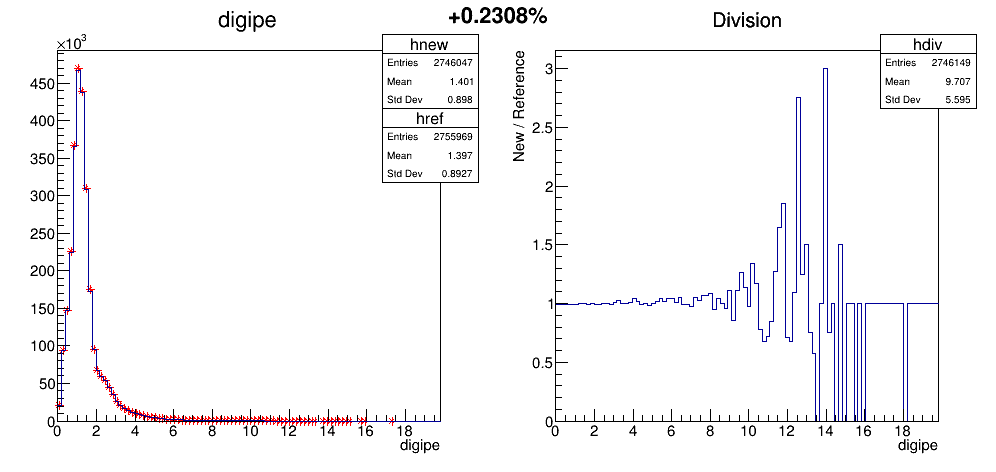 digipe
+0.2308%
Division
×10³
hnew
Entries 2746047
Mean 1.401
Std Dev 0.898
href
Entries 2755969
Mean 1.397
Std Dev 0.8927
450
400
350
300
250
200
150
100
50
0
0 2 4 6 8 10 12 14 16 18
digipe
hdiv
Entries 2746149
Mean 9.707
Std Dev 5.595
New / Reference
3
2.5
2
1.5
1
0.5
0
0 2 4 6 8 10 12 14 16 18
digipe